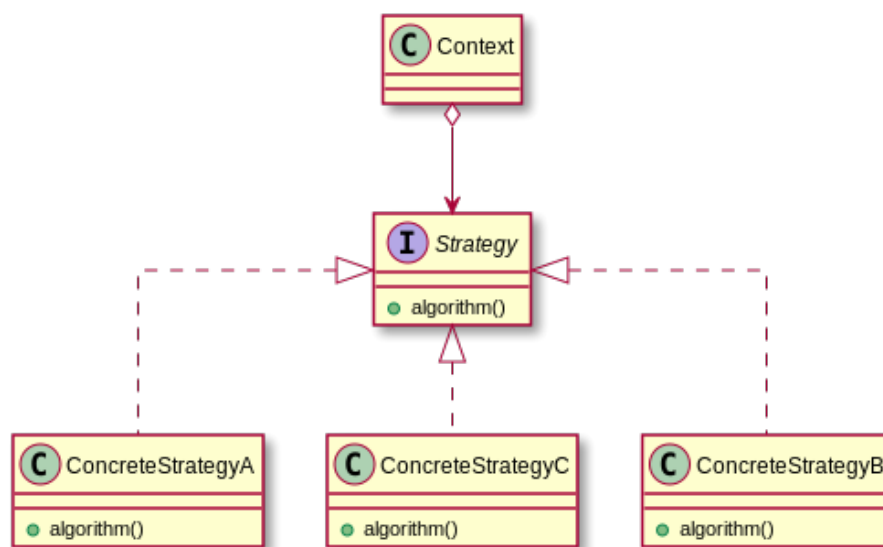 C Context
I Strategy
algorithm()
C ConcreteStrategyA
algorithm()
C ConcreteStrategyC
algorithm()
C ConcreteStrategyB
algorithm()